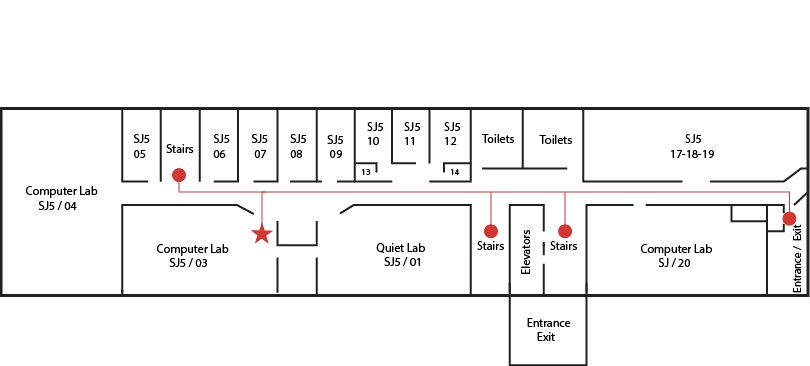 SJ5
05
Stairs
SJ5
06
SJ5
07
SJ5
08
SJ5
09
SJ5
10
SJ5
11
SJ5
12
13
14
Toilets
Toilets
SJ5
17-18-19
Computer Lab
SJ5 / 04
Computer Lab
SJ5 / 03
Quiet Lab
SJ5 / 01
Stairs
Elevators
Stairs
Computer Lab
SJ / 20
Entrance / Exit
Entrance
Exit